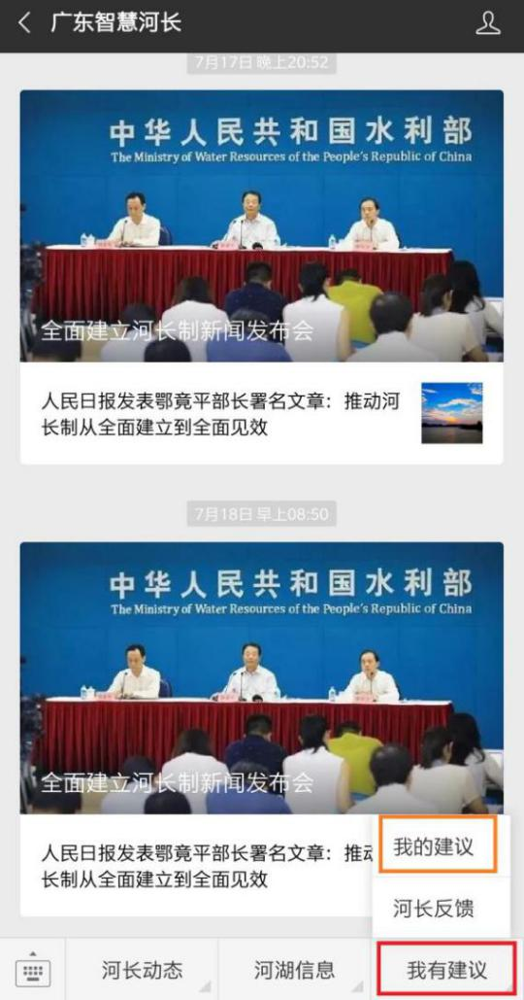 广东智慧河长
7月17日 晚上20:52
中华人民共和国水利部
The Ministry of Water Resources of the People's Republic of China
全面建立河长制新闻发布会
人民日报发表鄂竟平部长署名文章：推动河
长制从全面建立到全面见效
7月18日 早上08:50
中华人民共和国水利部
The Ministry of Water Resources of the People's Republic of China
全面建立河长制新闻发布会
人民日报发表鄂竟平部长署名文章：推
长制从全面建立到全面见效
我的建议
河长反馈
河长动态
河湖信息
我有建议